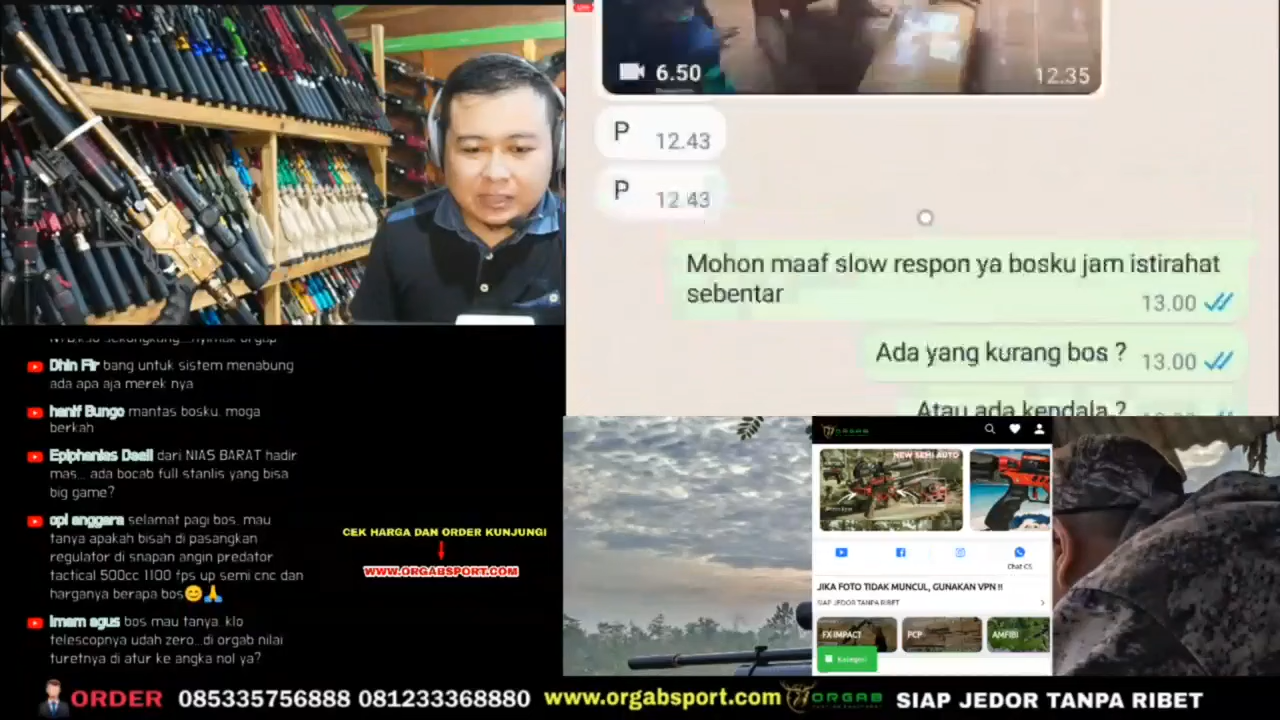 6.50
12.35
P 12.43
P 12.43
Mohon maaf slow respon ya bosku jam istirahat
sebentar
13.00
Ada yang kurang bos ? 13.00
Atau ada kendala ?
Dhin Fir bang untuk sistem menabung
ada apa aja merek nya
hanif Bungo mantas bosku. moga
berkah
Epiphanies Daeli dari NIAS BARAT hadir
mas... ada bocab full stanlis yang bisa
big game?
opi anggara selamat pagi bos. mau
tanya apakah bisah di pasangkan
regulator di snapan angin predator
tactical 500cc 1100 fps up semi cnc dan
harganya berapa bos😊🙏
Imam agus bos mau tanya. klo
telescopnya udah zero...di orgab nilai
turetnya di atur ke angka nol ya?
CEK HARGA DAN ORDER KUNJUNGI
WWW.ORGABSPORT.COM
ORGAB
NEW SEMI AUTO
Chat CS
JIKA FOTO TIDAK MUNCUL, GUNAKAN VPN !!
SIAP JEDOR TANPA RIBET
FX IMPACT
PCP
AMFIBI
Kategori
ORDER 085335756888 081233368880 www.orgabsport.com ORGAB SIAP JEDOR TANPA RIBET